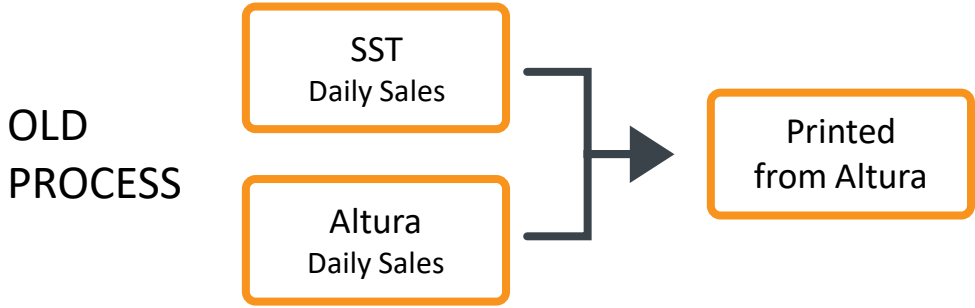 OLD
PROCESS
SST
Daily Sales
Altura
Daily Sales
Printed
from Altura